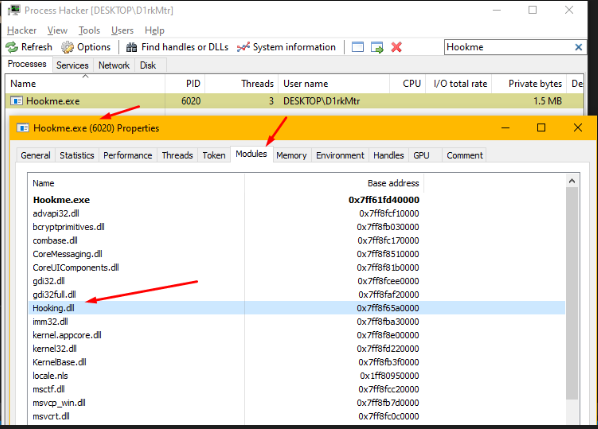 Process Hacker [DESKTOP\D1rkMtr]
Hacker View Tools Users Help
Refresh Options Find handles or DLLs System information Hookme
Processes Services Network Disk
Name PID Threads User name CPU I/O total rate Private bytes De
Hookme.exe 6020 3 DESKTOP\D1rkMtr 1.5 MB
Hookme.exe (6020) Properties
General Statistics Performance Threads Token Modules Memory Environment Handles GPU Comment
Name Base address
Hookme.exe 0x7ff61fd40000
advapi32.dll 0x7ff8fcf10000
bcryptprimitives.dll 0x7ff8fb030000
combase.dll 0x7ff8fc170000
CoreMessaging.dll 0x7ff8f8510000
CoreUIComponents.dll 0x7ff8f81b0000
gdi32.dll 0x7ff8fcee0000
gdi32full.dll 0x7ff8faf20000
Hooking.dll 0x7ff8f65a0000
imm32.dll 0x7ff8fba30000
kernel.appcore.dll 0x7ff8f8e00000
kernel32.dll 0x7ff8fd220000
KernelBase.dll 0x7ff8fb3f0000
locale.nls 0x1ff80950000
msctf.dll 0x7ff8fcc20000
msvcp_win.dll 0x7ff8fb7d0000
msvcrt.dll 0x7ff8fc0c0000